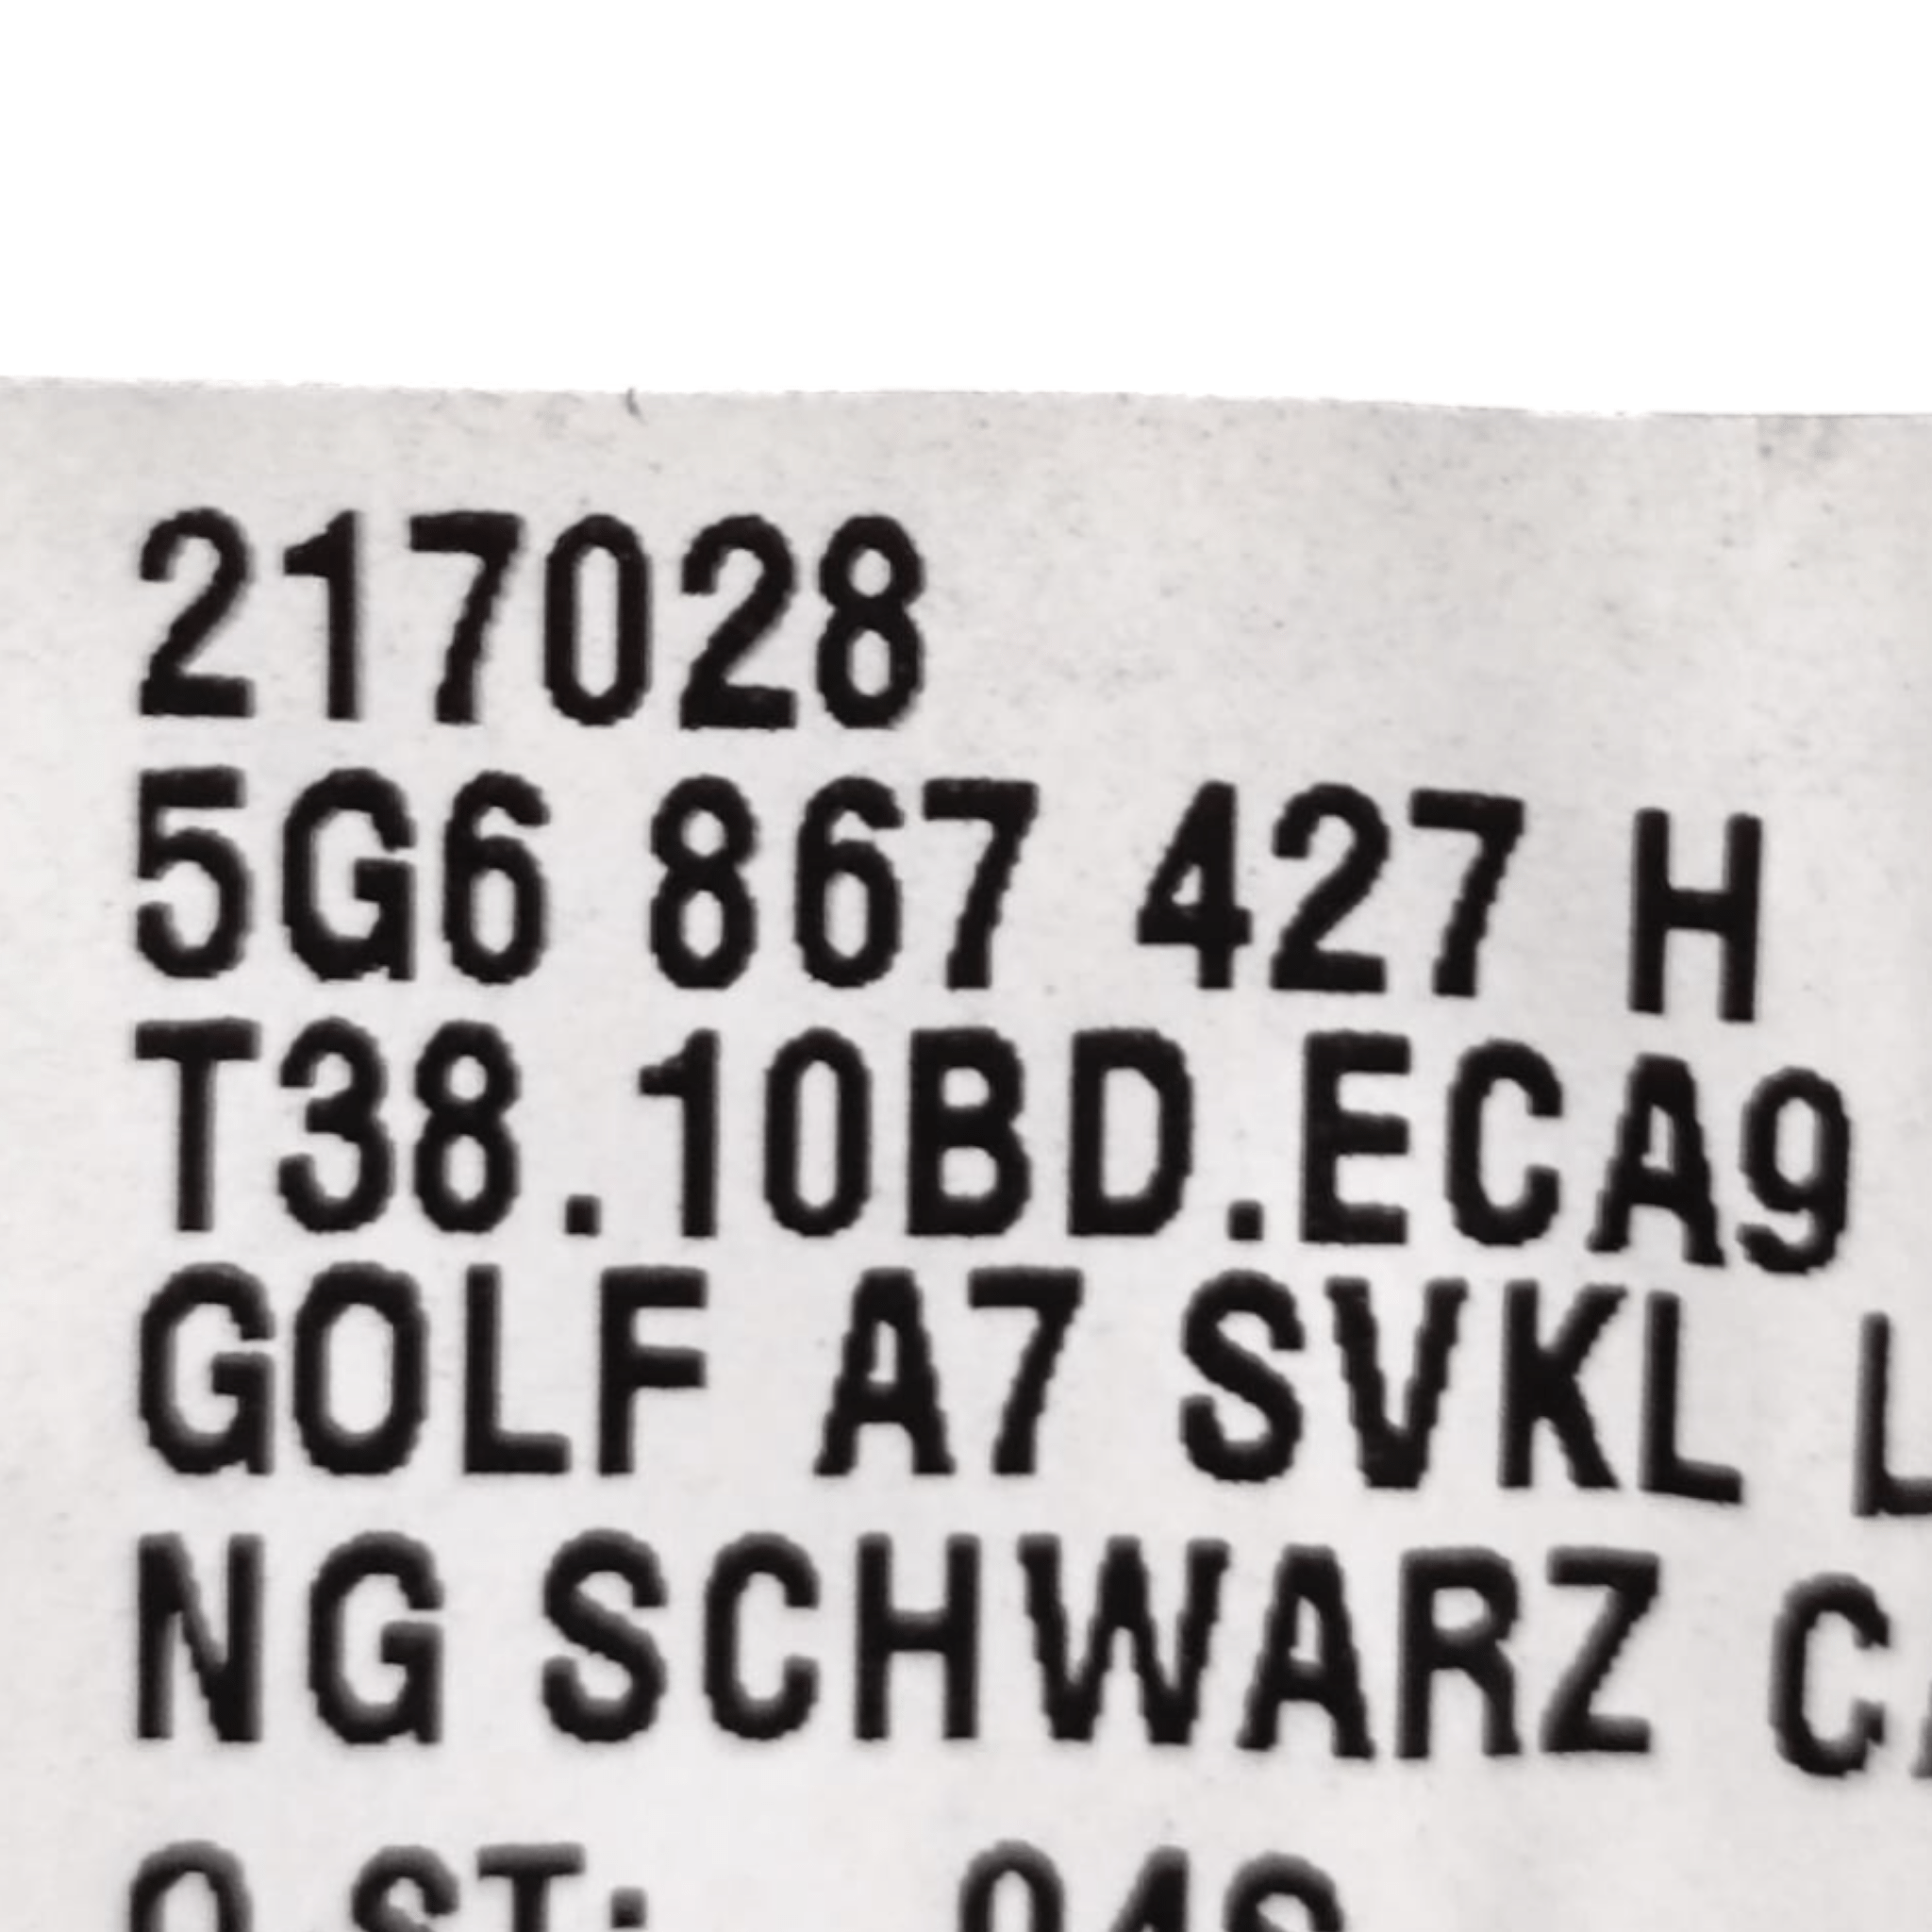 217028
5G6 867 427 H
T38.10BD.ECA9
GOLF A7 SVKL L
NG SCHWARZ